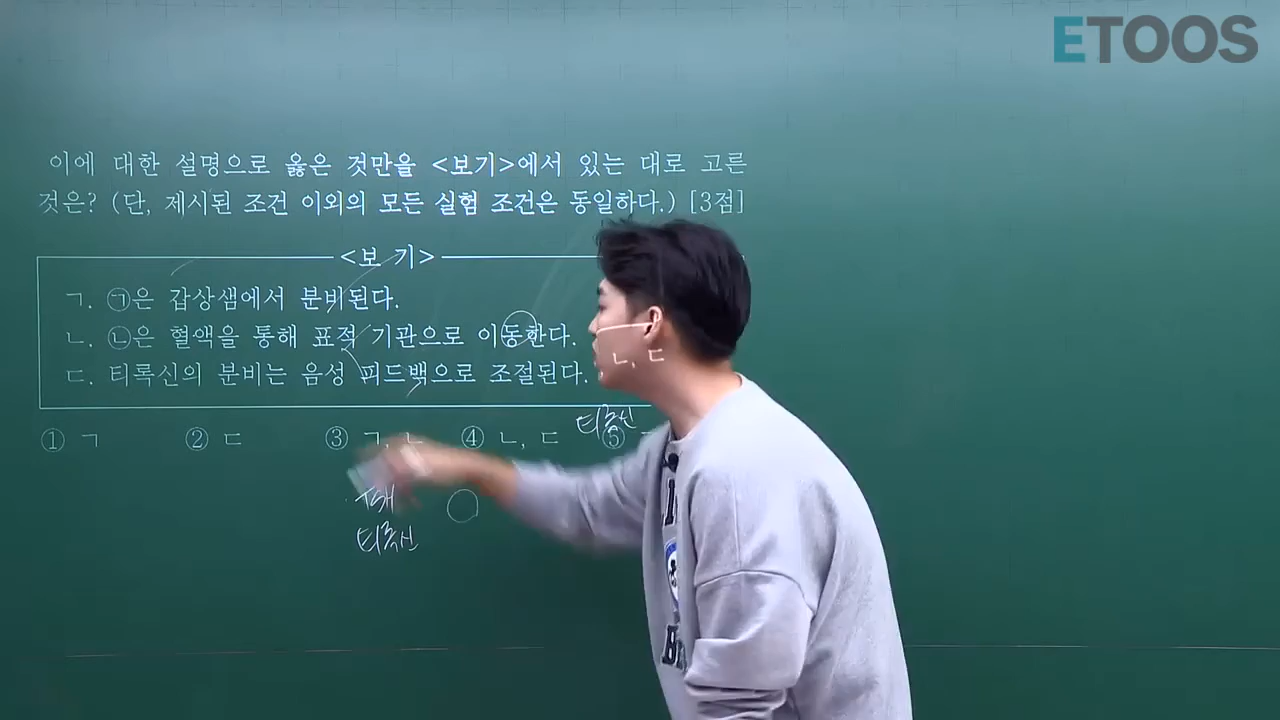 ETOOS
이에 대한 설명으로 옳은 것만을 <보기>에서 있는 대로 고른
것은? (단, 제시된 조건 이외의 모든 실험 조건은 동일하다.) [3점]
<보 기>
ㄱ. ㉠은 갑상샘에서 분비된다.
ㄴ. ㉡은 혈액을 통해 표적 기관으로 이동한다.
ㄷ. 티록신의 분비는 음성 피드백으로 조절된다.
① ㄱ ② ㄷ ③ ㄱ, ㄴ ④ ㄴ, ㄷ ⑤ ㄴ, ㄷ
티록신
티록신